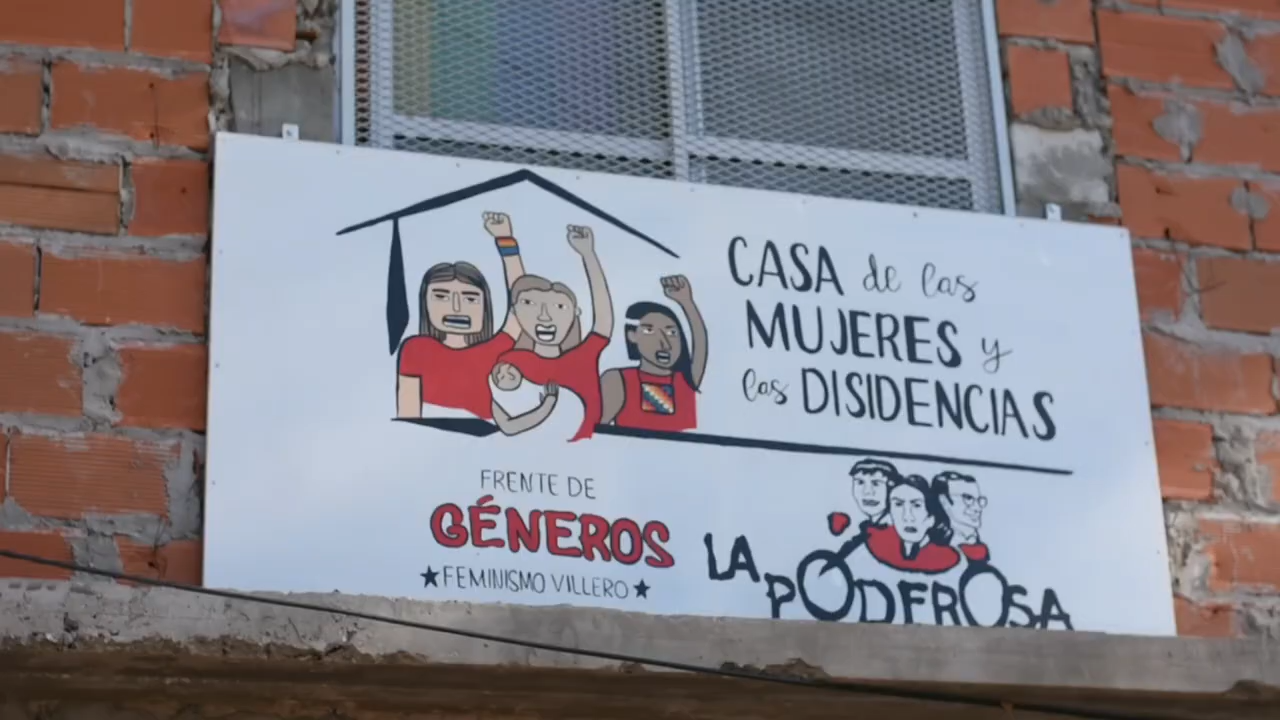 CASA de las
MUJERES y
las DISIDENCIAS
FRENTE DE
GÉNEROS
★FEMINISMO VILLERO★
LA PODEROSA